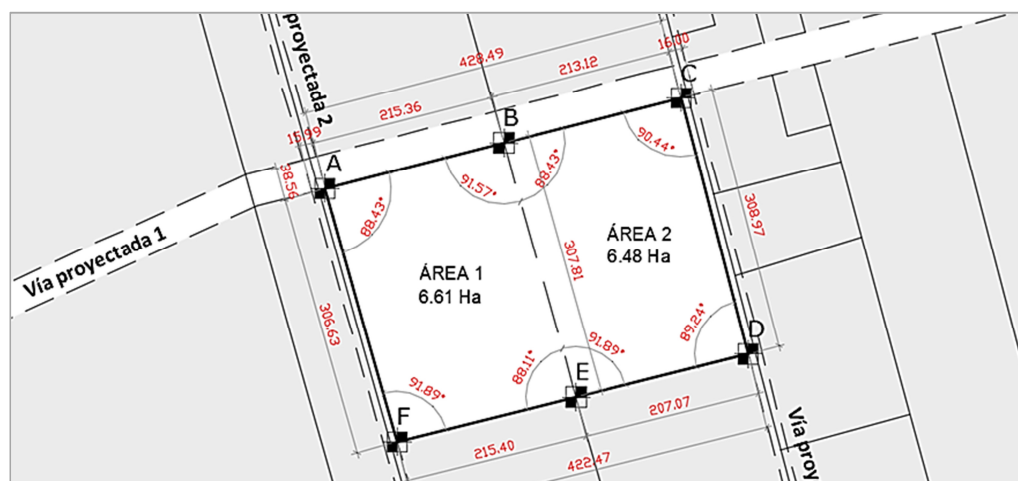 proyectada 2
428.49
16.00
213.12
215.36
15.99
C
B
A
38.56
90.44°
88.43°
91.57°
88.43°
ÁREA 2
6.48 Ha
308.97
Vía proyectada 1
ÁREA 1
6.61 Ha
307.81
306.63
89.24°
D
91.89°
88.11°
E
91.89°
F
207.07
215.40
422.47
Vía proy